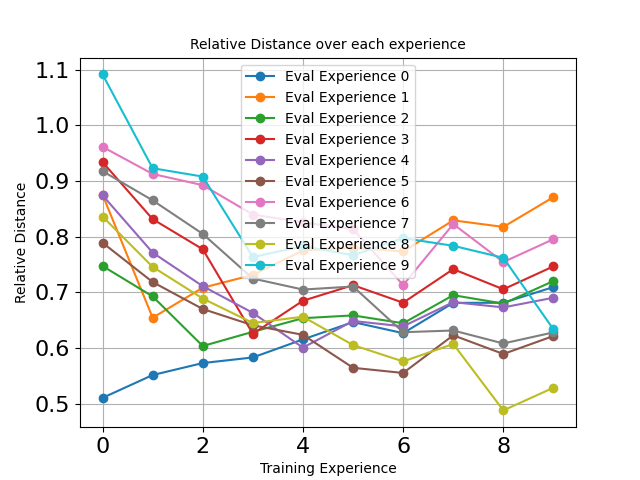 Relative Distance over each experience
1.1
1.0
0.9
0.8
0.7
0.6
0.5
Relative Distance
Eval Experience 0
Eval Experience 1
Eval Experience 2
Eval Experience 3
Eval Experience 4
Eval Experience 5
Eval Experience 6
Eval Experience 7
Eval Experience 8
Eval Experience 9
0 2 4 6 8
Training Experience